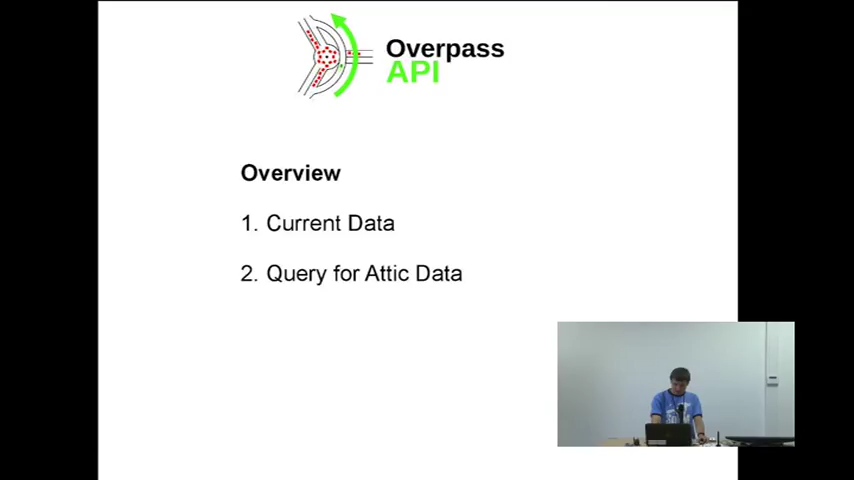 Overpass
API
Overview
1. Current Data
2. Query for Attic Data